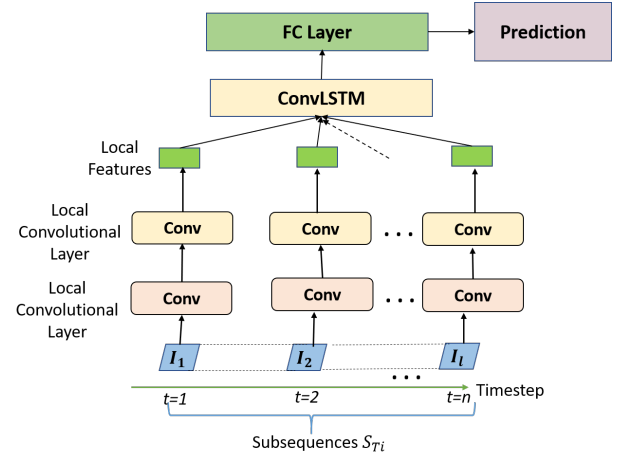 FC Layer
Prediction
ConvLSTM
Local
Features
Local
Convolutional
Layer
Conv
Conv
...
Conv
Local
Convolutional
Layer
Conv
Conv
...
Conv
I1
I2
Il
...
Timestep
t=1
t=2
t=n
Subsequences STi